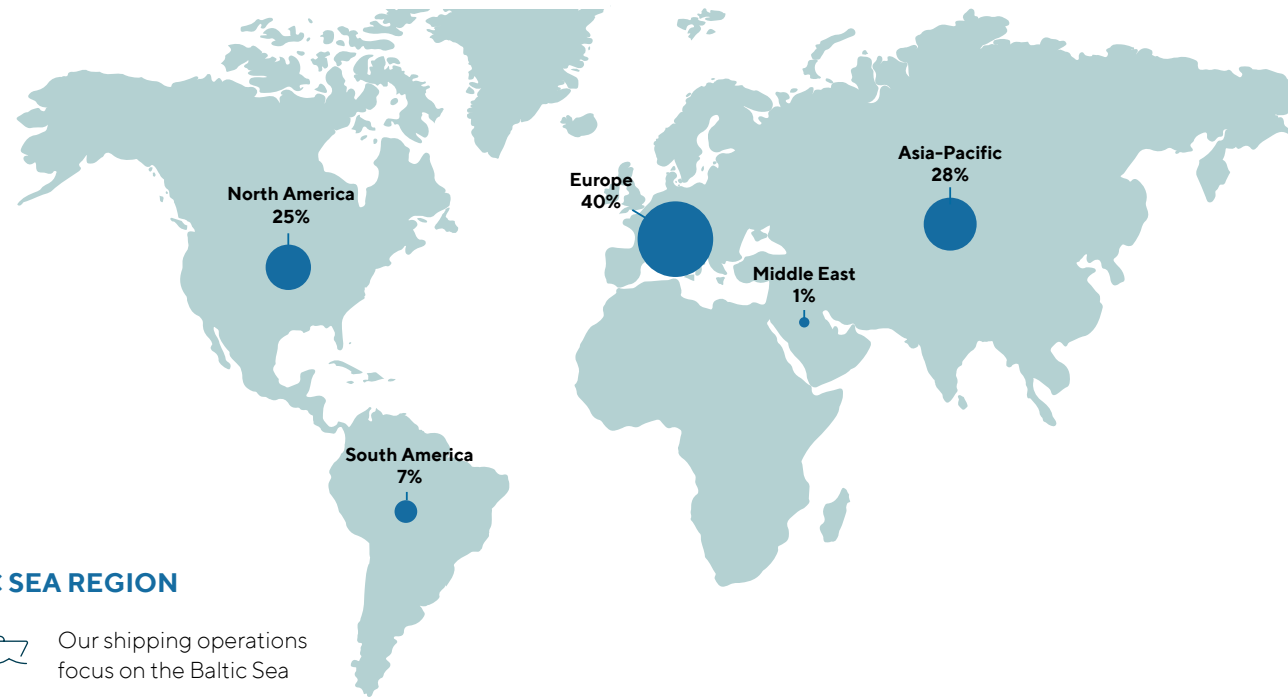 North America
25%
Europe
40%
Asia-Pacific
28%
Middle East
1%
South America
7%
SEA REGION
Our shipping operations
focus on the Baltic Sea